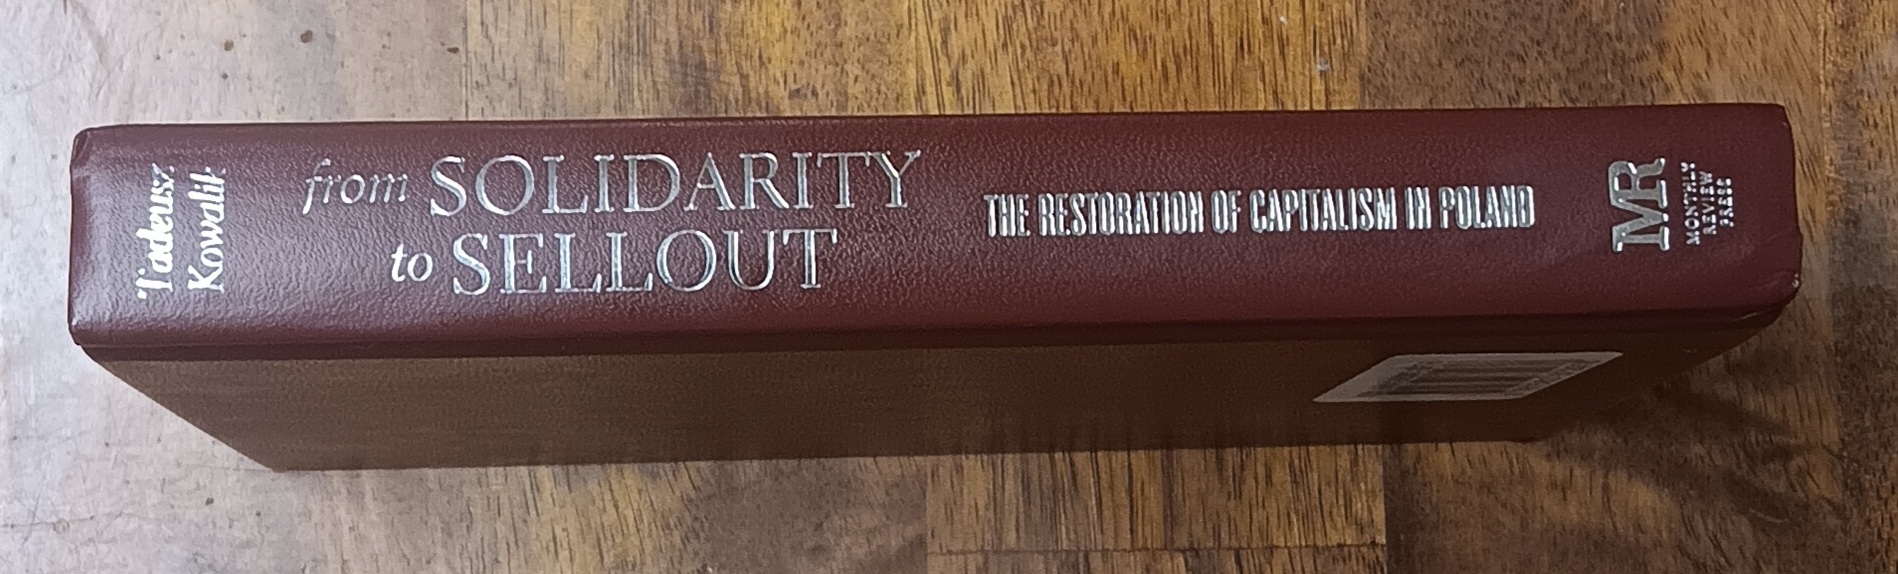 Tadeusz
Kowalik
from SOLIDARITY
to SELLOUT
THE RESTORATION OF CAPITALISM IN POLAND
MR
MONTHLY
REVIEW
PRESS